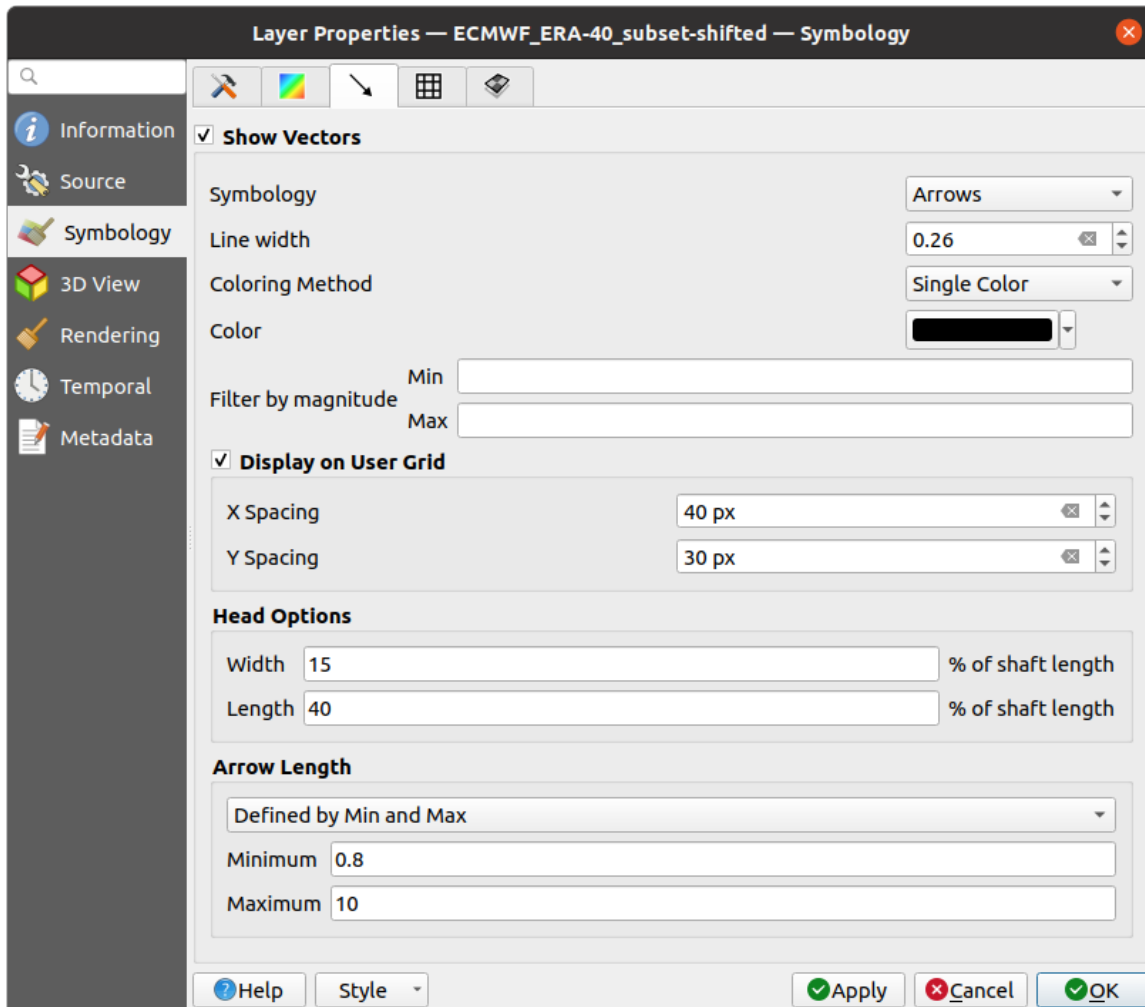 Layer Properties — ECMWF_ERA-40_subset-shifted — Symbology
Information
Source
Symbology
3D View
Rendering
Temporal
Metadata
Show Vectors
Symbology Arrows
Line width 0.26
Coloring Method Single Color
Color
Filter by magnitude
Min
Max
Display on User Grid
X Spacing 40 px
Y Spacing 30 px
Head Options
Width 15 % of shaft length
Length 40 % of shaft length
Arrow Length
Defined by Min and Max
Minimum 0.8
Maximum 10
Help Style Apply Cancel OK